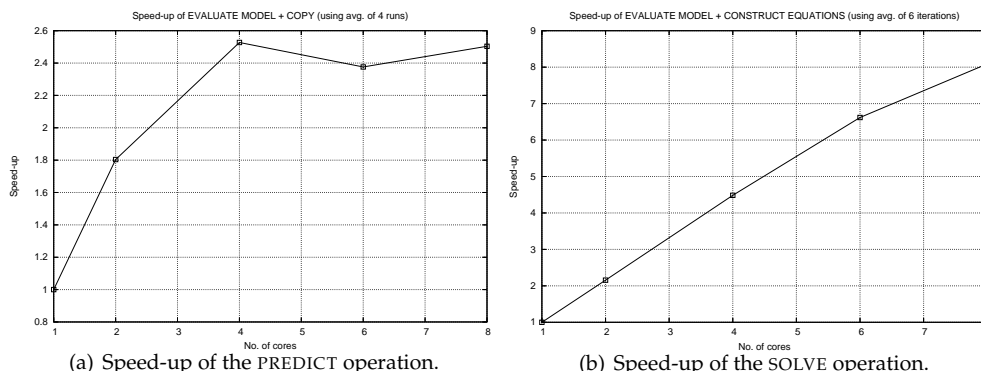 Speed-up of EVALUATE MODEL + COPY (using avg. of 4 runs)
2.6
2.4
2.2
2
1.8
1.6
1.4
1.2
1
0.8
Speed-up
1 2 3 4 5 6 7 8
No. of cores
(a) Speed-up of the PREDICT operation.
Speed-up of EVALUATE MODEL + CONSTRUCT EQUATIONS (using avg. of 6 iterations)
9
8
7
6
5
4
3
2
1
Speed-up
1 2 3 4 5 6 7
No. of cores
(b) Speed-up of the SOLVE operation.